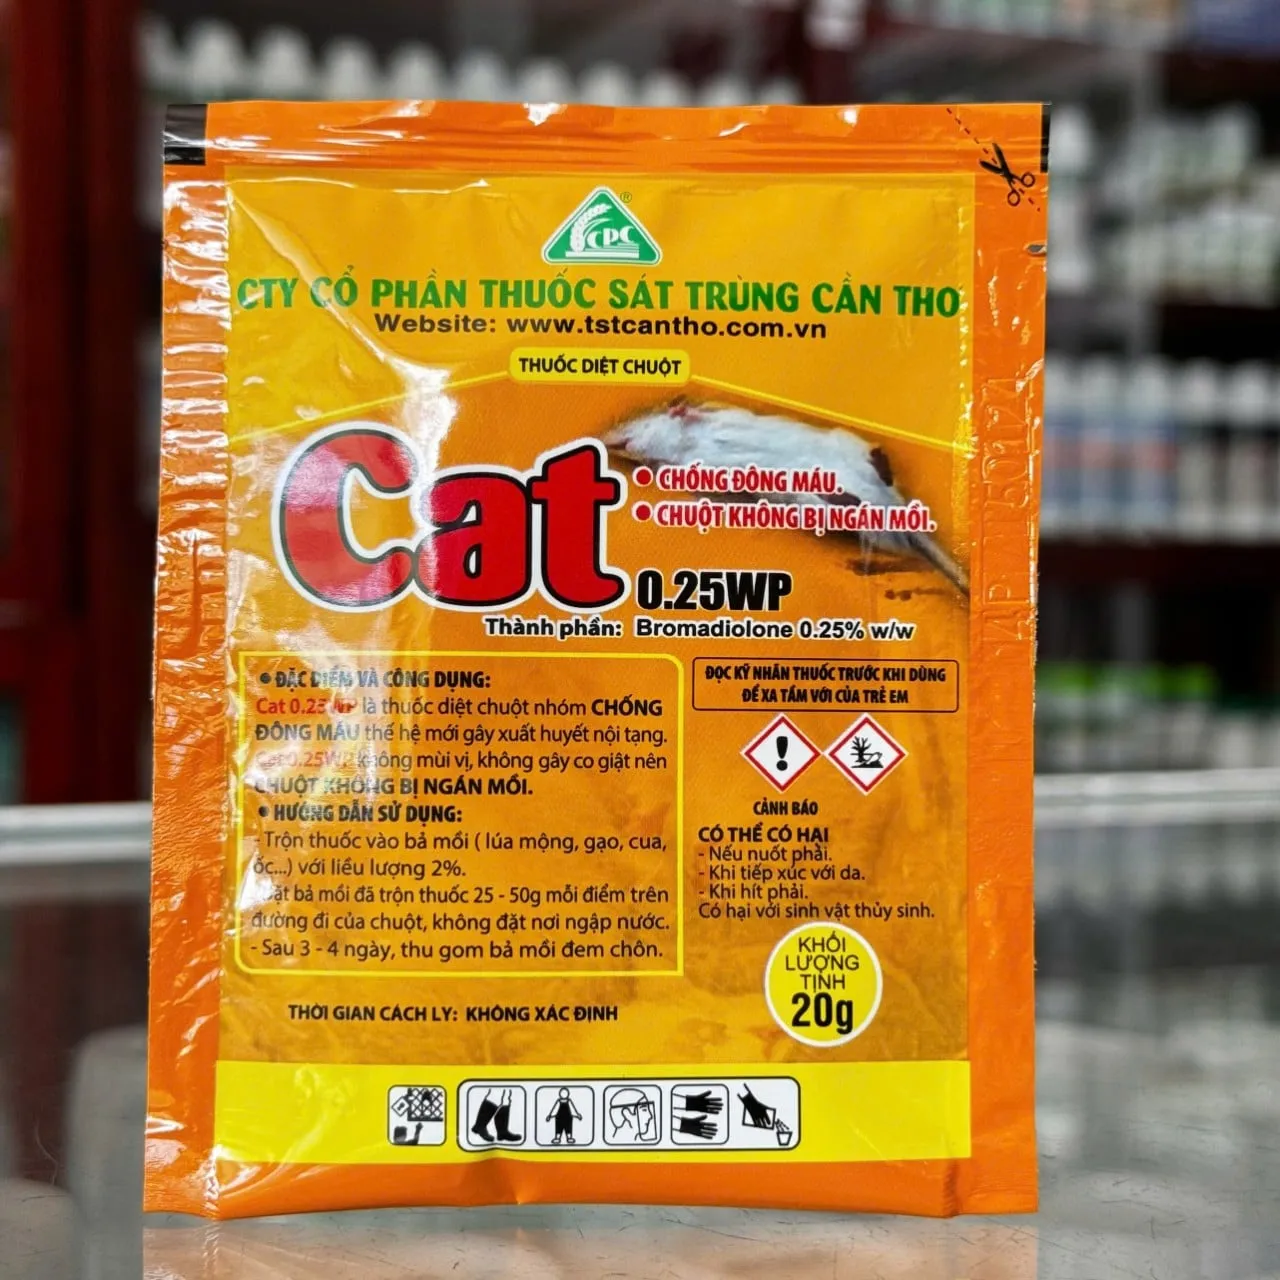 CPC ®
CTY CỔ PHẦN THUỐC SÁT TRÙNG CẦN THƠ
Website: www.tstcantho.com.vn
THUỐC DIỆT CHUỘT
Cat
• CHỐNG ĐÔNG MÁU.
• CHUỘT KHÔNG BỊ NGÁN MỒI.
0.25WP
Thành phần: Bromadiolone 0.25% w/w
• ĐẶC ĐIỂM VÀ CÔNG DỤNG:
Cat 0.25WP là thuốc diệt chuột nhóm CHỐNG
ĐÔNG MÁU thế hệ mới gây xuất huyết nội tạng.
Cat 0.25WP không mùi vị, không gây co giật nên
CHUỘT KHÔNG BỊ NGÁN MỒI.
• HƯỚNG DẪN SỬ DỤNG:
- Trộn thuốc vào bả mồi ( lúa mộng, gạo, cua,
ốc...) với liều lượng 2%.
- Đặt bả mồi đã trộn thuốc 25 - 50g mỗi điểm trên
đường đi của chuột, không đặt nơi ngập nước.
- Sau 3 - 4 ngày, thu gom bả mồi đem chôn.
THỜI GIAN CÁCH LY: KHÔNG XÁC ĐỊNH
ĐỌC KỸ NHÃN THUỐC TRƯỚC KHI DÙNG
ĐỂ XA TẦM VỚI CỦA TRẺ EM
CẢNH BÁO
CÓ THỂ CÓ HẠI
- Nếu nuốt phải.
- Khi tiếp xúc với da.
- Khi hít phải.
Có hại với sinh vật thủy sinh.
KHỐI
LƯỢNG
TỊNH
20g